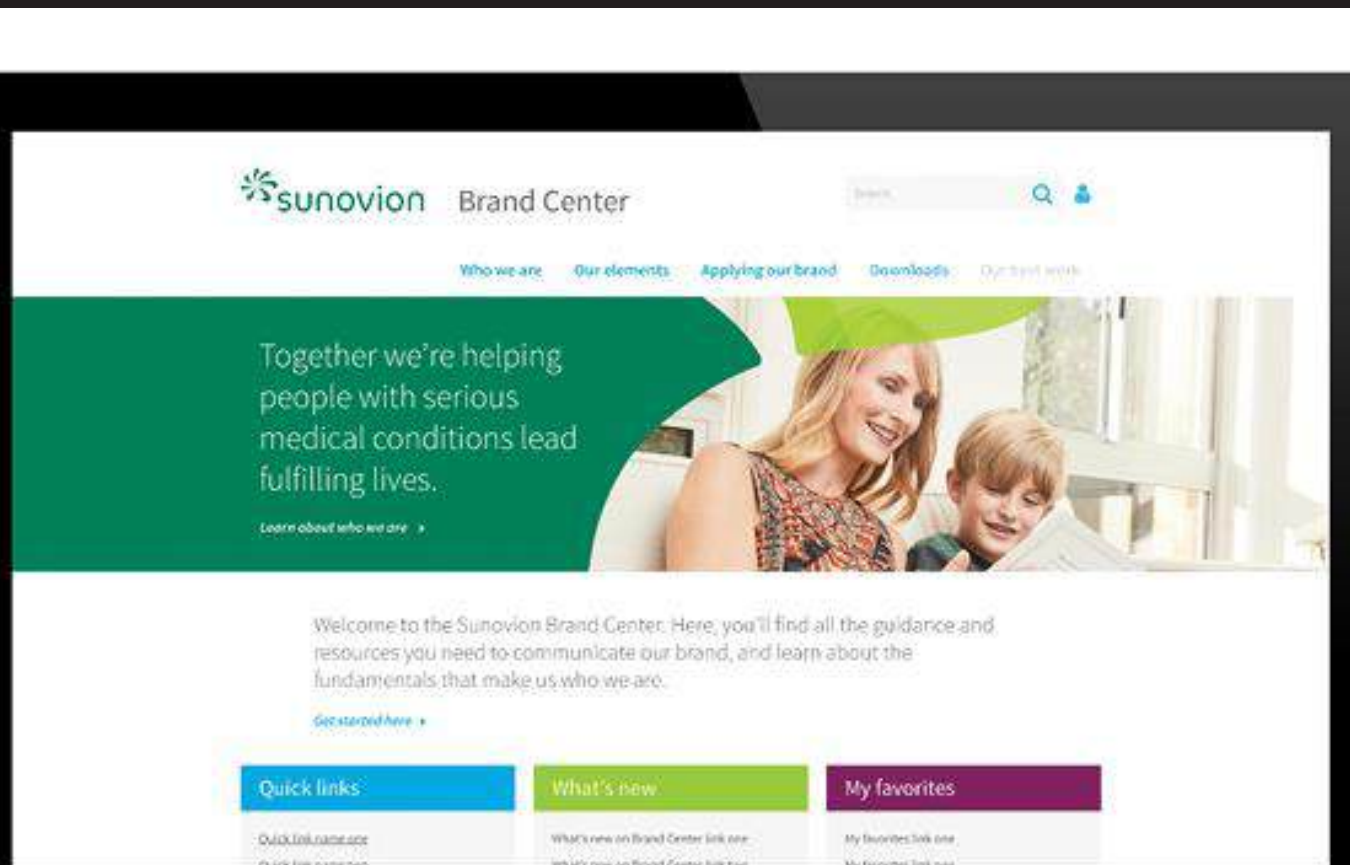 sunovion Brand Center
Search
Who we are Our elements Applying our brand Downloads Our best work
Together we're helping
people with serious
medical conditions lead
fulfilling lives.
Learn about who we are
Welcome to the Sunovion Brand Center. Here, you'll find all the guidance and
resources you need to communicate our brand, and learn about the
fundamentals that make us who we are.
Get started here
Quick links What's new My favorites
Quick link name one What's new on Brand Center link one My favorites link one